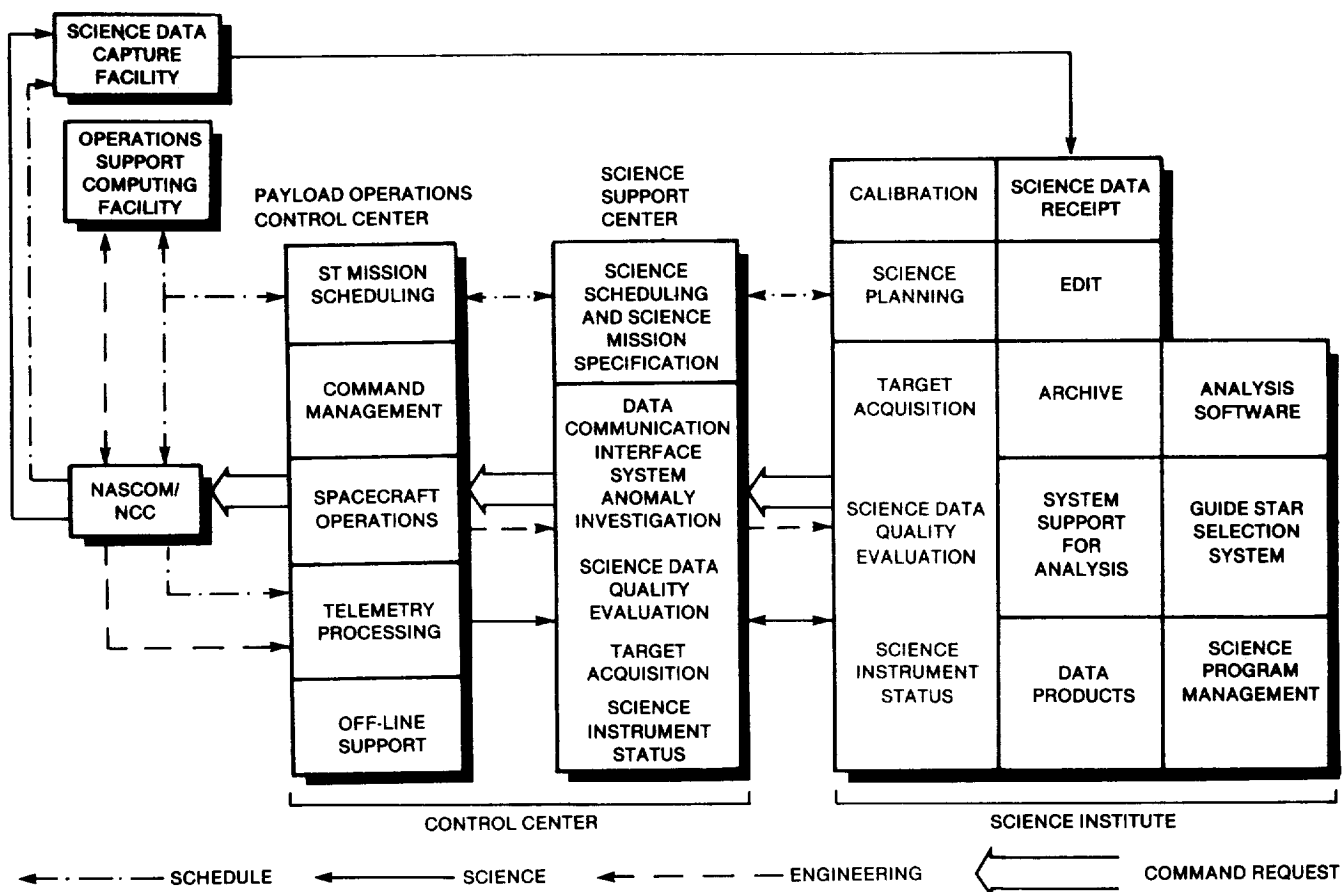 SCIENCE DATA
CAPTURE
FACILITY
OPERATIONS
SUPPORT
COMPUTING
FACILITY
NASCOM/
NCC
PAYLOAD OPERATIONS
CONTROL CENTER
ST MISSION
SCHEDULING
COMMAND
MANAGEMENT
SPACECRAFT
OPERATIONS
TELEMETRY
PROCESSING
OFF-LINE
SUPPORT
SCIENCE
SUPPORT
CENTER
SCIENCE
SCHEDULING
AND SCIENCE
MISSION
SPECIFICATION
DATA
COMMUNICATION
INTERFACE
SYSTEM
ANOMALY
INVESTIGATION
SCIENCE DATA
QUALITY
EVALUATION
TARGET
ACQUISITION
SCIENCE
INSTRUMENT
STATUS
CONTROL CENTER
CALIBRATION
SCIENCE
PLANNING
TARGET
ACQUISITION
SCIENCE DATA
QUALITY
EVALUATION
SCIENCE
INSTRUMENT
STATUS
SCIENCE DATA
RECEIPT
EDIT
ARCHIVE
SYSTEM
SUPPORT
FOR
ANALYSIS
DATA
PRODUCTS
ANALYSIS
SOFTWARE
GUIDE STAR
SELECTION
SYSTEM
SCIENCE
PROGRAM
MANAGEMENT
SCIENCE INSTITUTE
SCHEDULE
SCIENCE
ENGINEERING
COMMAND REQUEST